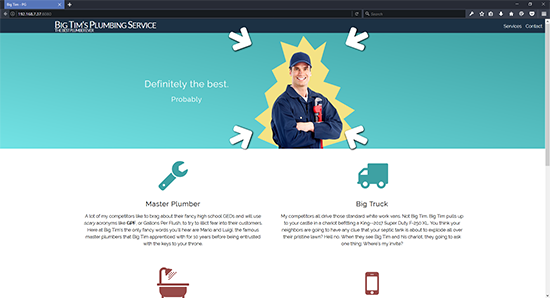 Big Tim - PG
192.168.7.37:8080
Search
BIG TIM'S PLUMBING SERVICE
THE BEST PLUMBER EVER
Services Contact
Definitely the best.
Probably
Master Plumber
A lot of my competitors like to brag about their fancy high school GEDs and will use
scary acronyms like GPF, or Gallons Per Flush, to try to illicit fear into their customers.
Here at Big Tim's the only fancy words you'll hear are Mario and Luigi, the famous
master plumbers that Big Tim apprenticed with for 10 years before being entrusted
with the keys to your throne.
Big Truck
My competitors all drive those standard white work vans. Not Big Tim. Big Tim pulls up
to your castle in a chariot befitting a King—2017 Super Duty F-250 XL. You think your
neighbors are going to have any clue that your septic tank is about to explode all over
their pristine lawn? Hell no. When they see Big Tim and his chariot, they going to ask
one thing: Where's my invite?